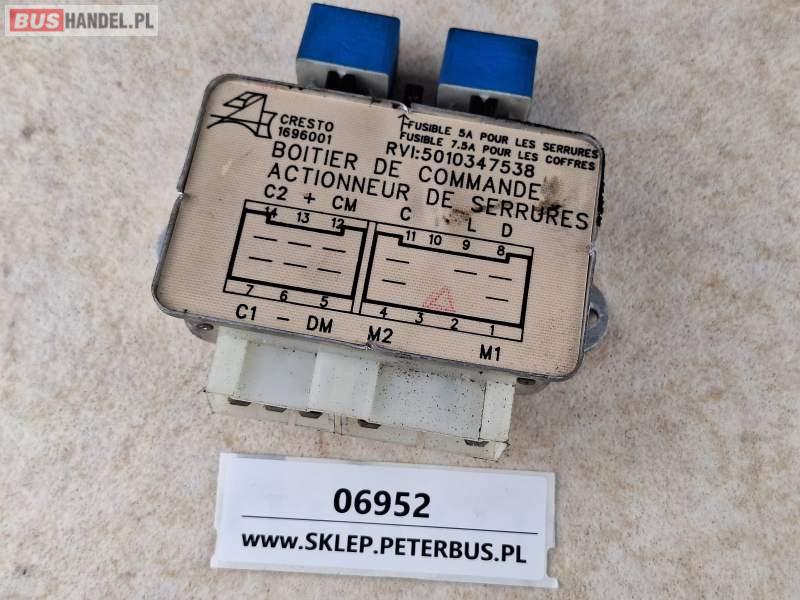 BUSHANDEL.PL
CRESTO
1696001
FUSIBLE 5A POUR LES SERRURES
FUSIBLE 7.5A POUR LES COFFRES
RVI:5010347538
BOITIER DE COMMANDE
ACTIONNEUR DE SERRURES
C2 + CM C L D
14 13 12 11 10 9 8
7 6 5 4 3 2 1
C1 - DM M2 M1
06952
www.SKLEP.PETERBUS.PL